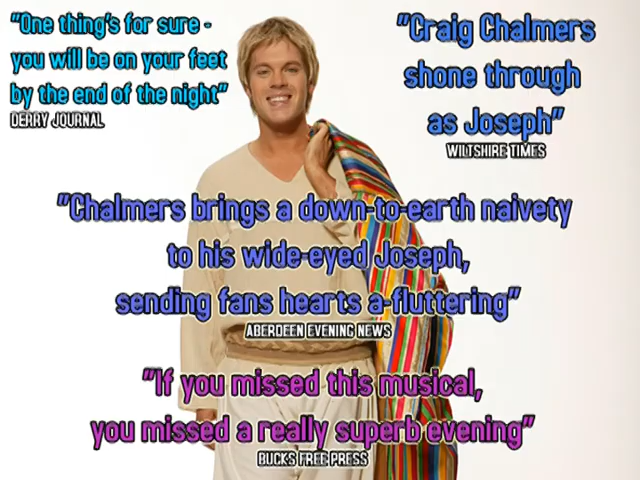 "One thing's for sure -
you will be on your feet
by the end of the night"
DERRY JOURNAL
"Craig Chalmers
shone through
as Joseph"
WILTSHIRE TIMES
"Chalmers brings a down-to-earth naivety
to his wide-eyed Joseph,
sending fans hearts a-fluttering"
ABERDEEN EVENING NEWS
"If you missed this musical,
you missed a really superb evening"
BUCKS FREE PRESS